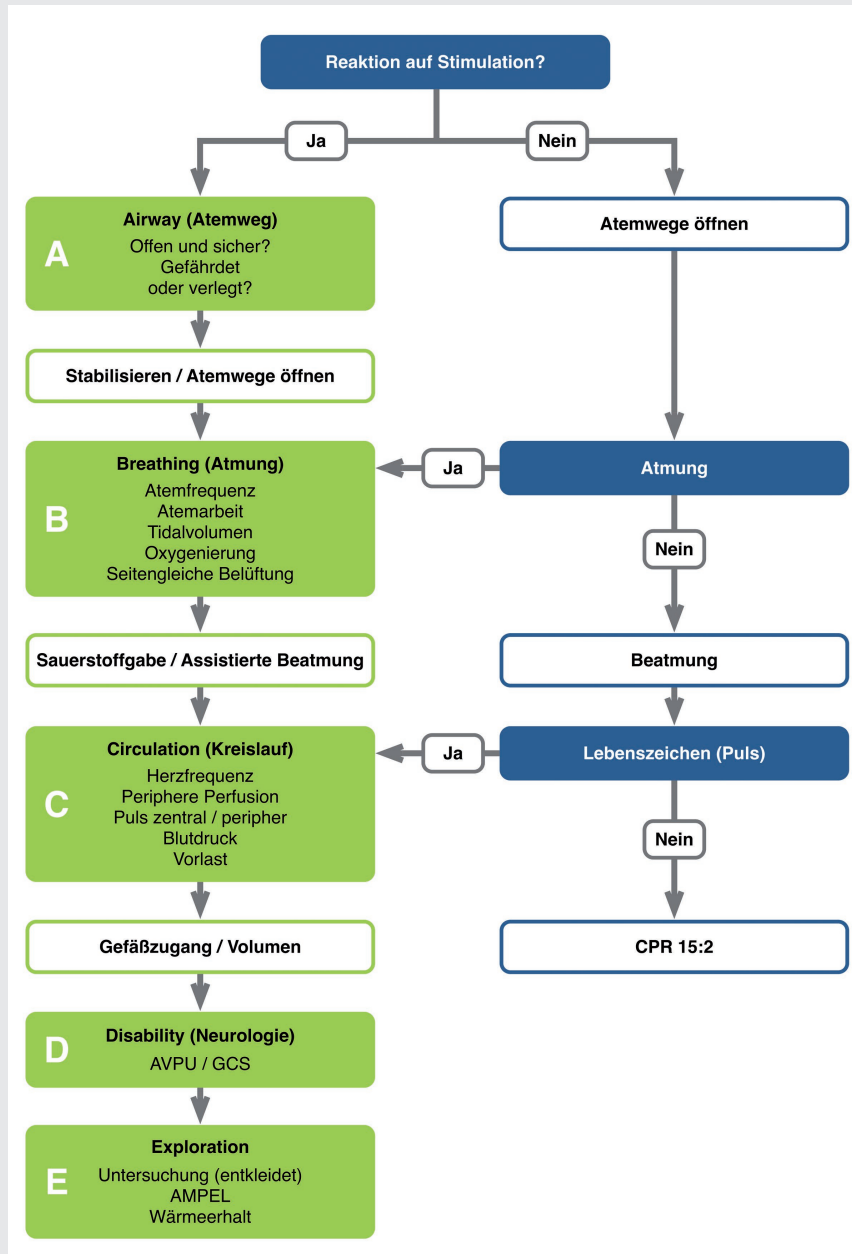 Reaktion auf Stimulation?
Ja
Nein
A
Airway (Atemweg)
Offen und sicher?
Gefährdet
oder verlegt?
Atemwege öffnen
Stabilisieren / Atemwege öffnen
B
Breathing (Atmung)
Atemfrequenz
Atemarbeit
Tidalvolumen
Oxygenierung
Seitengleiche Belüftung
Ja
Atmung
Nein
Sauerstoffgabe / Assistierte Beatmung
Beatmung
C
Circulation (Kreislauf)
Herzfrequenz
Periphere Perfusion
Puls zentral / peripher
Blutdruck
Vorlast
Ja
Lebenszeichen (Puls)
Nein
Gefäßzugang / Volumen
CPR 15:2
D
Disability (Neurologie)
AVPU / GCS
E
Exploration
Untersuchung (entkleidet)
AMPEL
Wärmeerhalt